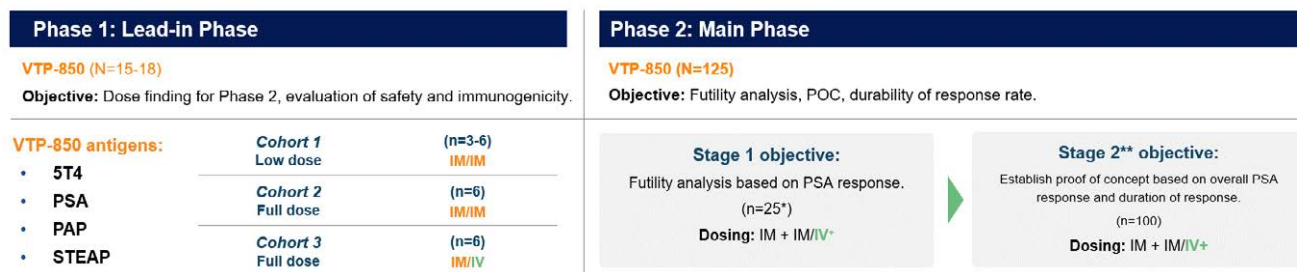 Phase 1: Lead-in Phase
VTP-850 (N=15-18)
Objective: Dose finding for Phase 2, evaluation of safety and immunogenicity.
VTP-850 antigens:
• 5T4
• PSA
• PAP
• STEAP
Cohort 1 (n=3-6)
Low dose IM/IM
Cohort 2 (n=6)
Full dose IM/IM
Cohort 3 (n=6)
Full dose IM/IV
Phase 2: Main Phase
VTP-850 (N=125)
Objective: Futility analysis, POC, durability of response rate.
Stage 1 objective:
Futility analysis based on PSA response.
(n=25*)
Dosing: IM + IM/IV+
Stage 2** objective:
Establish proof of concept based on overall PSA
response and duration of response.
(n=100)
Dosing: IM + IM/IV+